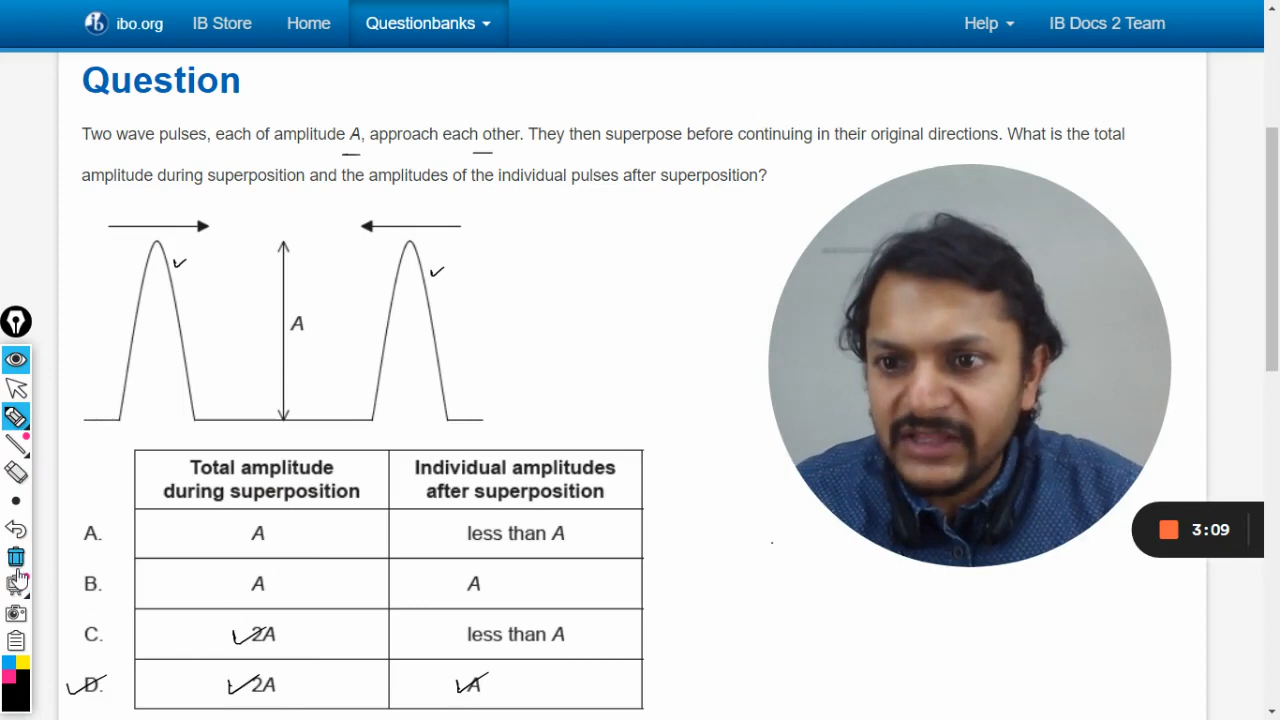 ibo.org IB Store Home Questionbanks Help IB Docs 2 Team
Question
Two wave pulses, each of amplitude A, approach each other. They then superpose before continuing in their original directions. What is the total
amplitude during superposition and the amplitudes of the individual pulses after superposition?
A
Total amplitude
during superposition
Individual amplitudes
after superposition
A. A less than A
B. A A
C. 2A less than A
D. 2A A
3:09